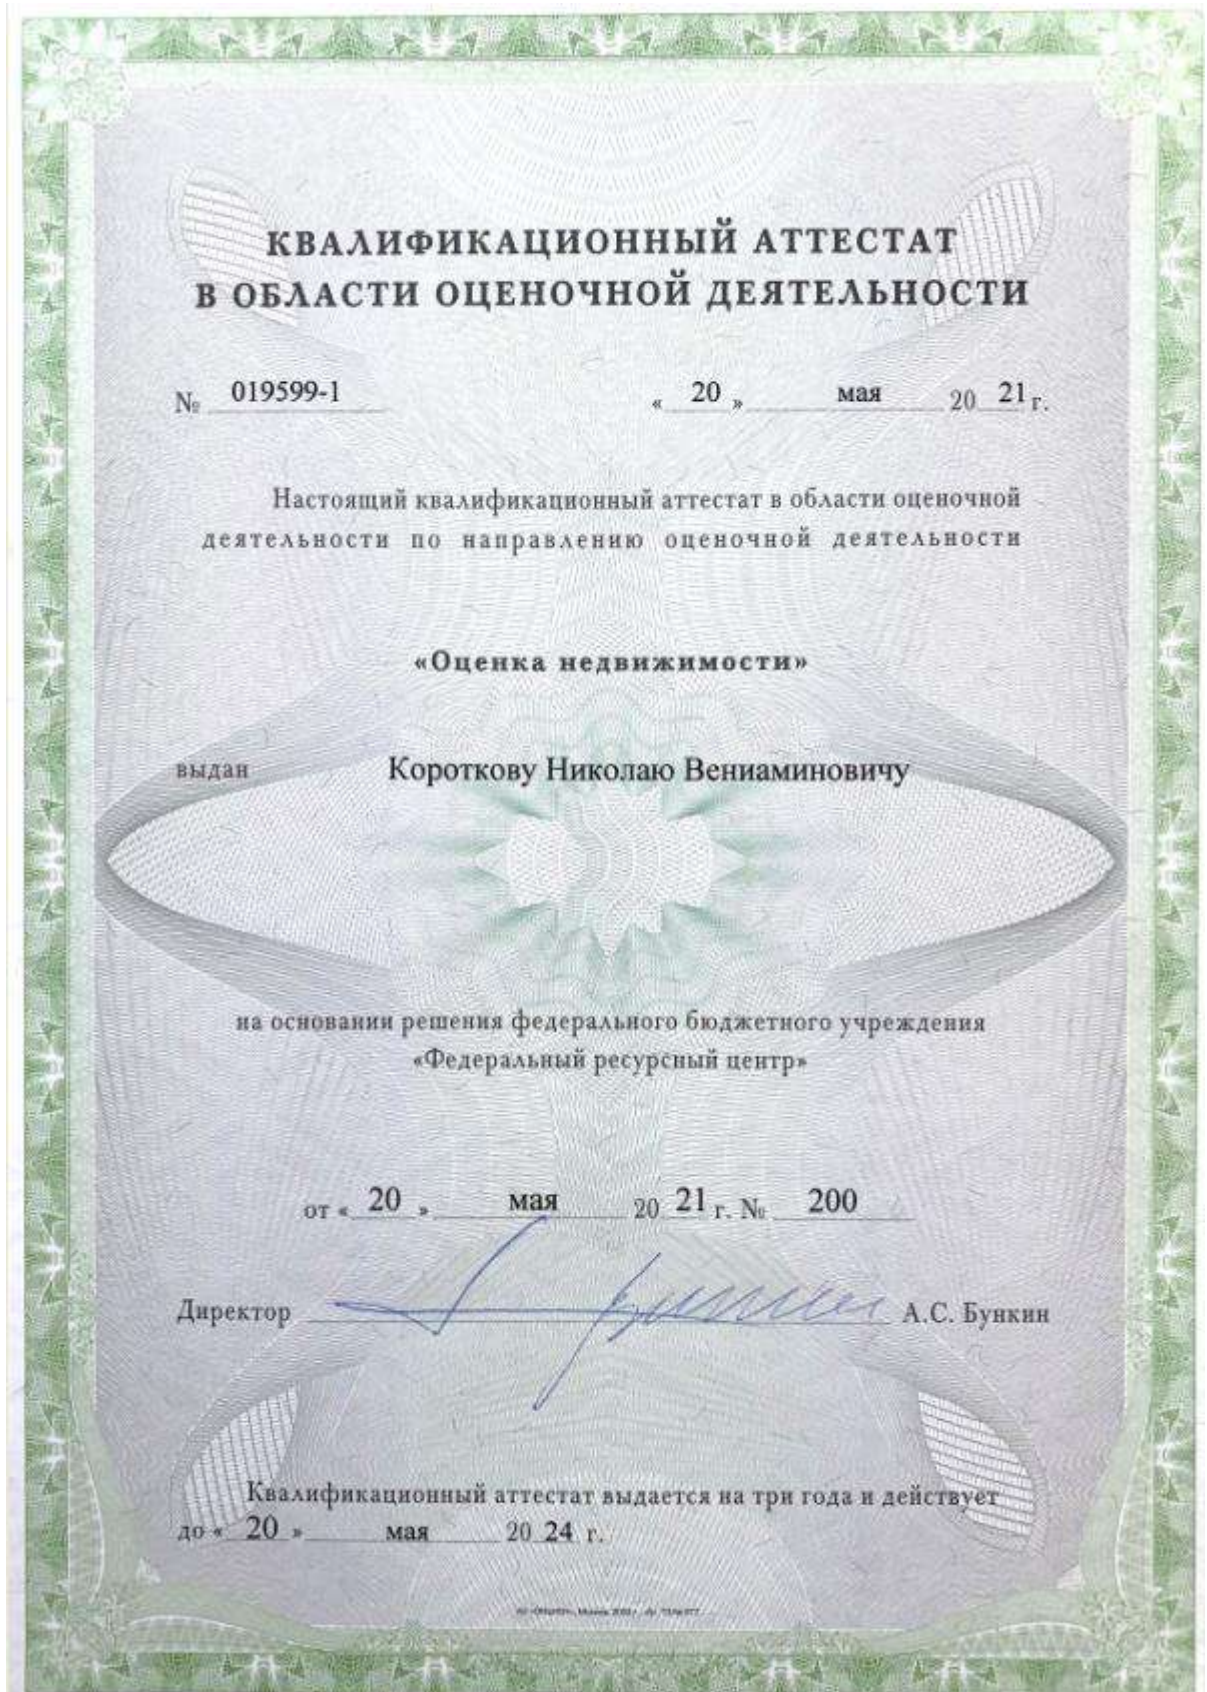 КВАЛИФИКАЦИОННЫЙ АТТЕСТАТ
В ОБЛАСТИ ОЦЕНОЧНОЙ ДЕЯТЕЛЬНОСТИ
№ 019599-1 « 20 » мая 20 21 г.
Настоящий квалификационный аттестат в области оценочной
деятельности по направлению оценочной деятельности
«Оценка недвижимости»
выдан Короткову Николаю Вениаминовичу
на основании решения федерального бюджетного учреждения
«Федеральный ресурсный центр»
от « 20 » мая 20 21 г. № 200
Директор А.С. Бункин
Квалификационный аттестат выдается на три года и действует
до « 20 » мая 20 24 г.